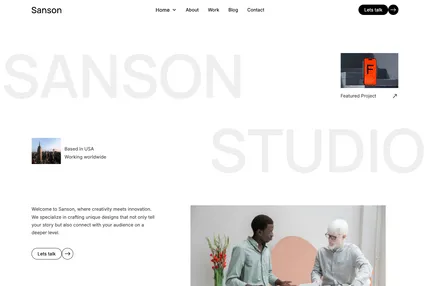 Sanson
Home
About
Work
Blog
Contact
Lets talk
SANSON
F
Featured Project
STUDIO
Based in USA
Working worldwide
Welcome to Sanson, where creativity meets innovation.
We specialize in crafting unique designs that not only tell
your story but also connect with your audience on a
deeper level.
Lets talk